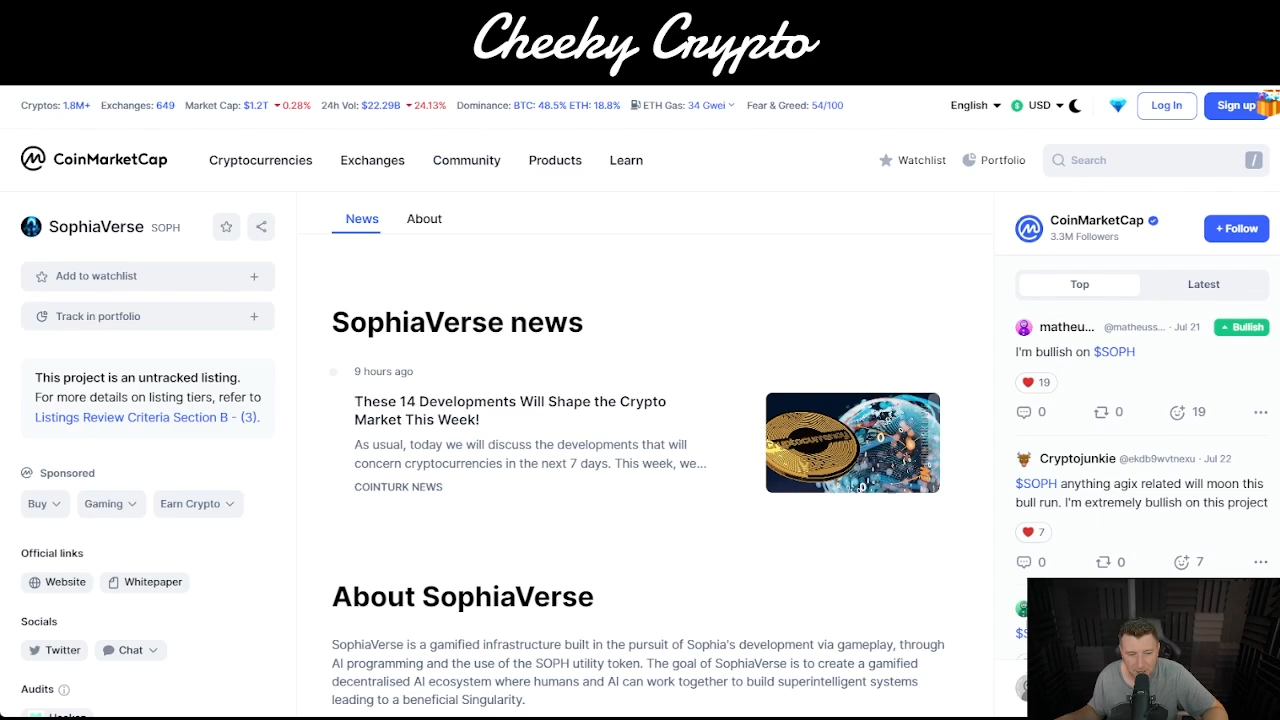 Cheeky Crypto
Cryptos: 1.8M+ Exchanges: 649 Market Cap: $1.2T 0.28% 24h Vol: $22.29B 24.13% Dominance: BTC: 48.5% ETH: 18.8% ETH Gas: 34 Gwei Fear & Greed: 54/100 English USD Log In Sign up
CoinMarketCap Cryptocurrencies Exchanges Community Products Learn Watchlist Portfolio Search /
SophiaVerse SOPH
Add to watchlist +
Track in portfolio +
This project is an untracked listing.
For more details on listing tiers, refer to
Listings Review Criteria Section B - (3).
Sponsored
Buy Gaming Earn Crypto
Official links
Website Whitepaper
Socials
Twitter Chat
Audits
News About
SophiaVerse news
9 hours ago
These 14 Developments Will Shape the Crypto
Market This Week!
As usual, today we will discuss the developments that will
concern cryptocurrencies in the next 7 days. This week, we...
COINTURK NEWS
Cryptocurrency
About SophiaVerse
SophiaVerse is a gamified infrastructure built in the pursuit of Sophia's development via gameplay, through
AI programming and the use of the SOPH utility token. The goal of SophiaVerse is to create a gamified
decentralised AI ecosystem where humans and AI can work together to build superintelligent systems
leading to a beneficial Singularity.
CoinMarketCap
3.3M Followers
+ Follow
Top Latest
matheu... @matheuss... · Jul 21 Bullish
I'm bullish on $SOPH
19
0 0 19 ...
Cryptojunkie @ekdb9wvtnexu · Jul 22
$SOPH anything agix related will moon this
bull run. I'm extremely bullish on this project
7
0 0 7 ...